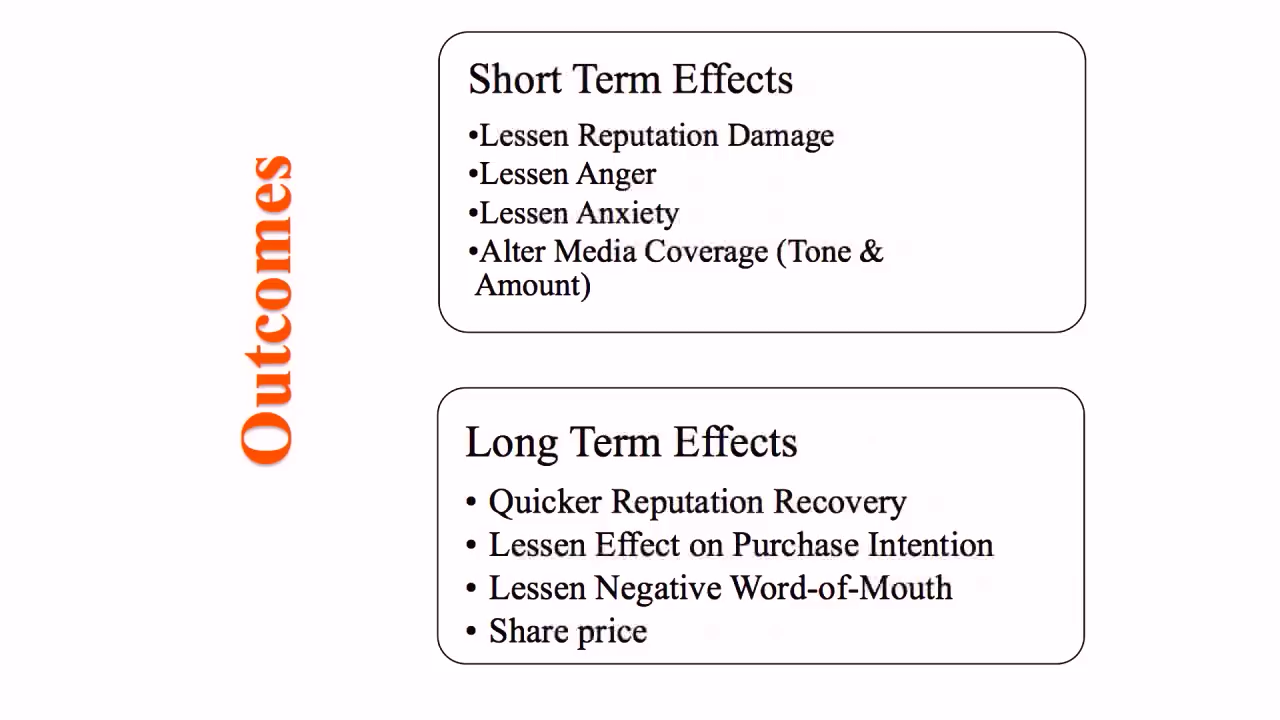 Outcomes
Short Term Effects
•Lessen Reputation Damage
•Lessen Anger
•Lessen Anxiety
•Alter Media Coverage (Tone &
Amount)
Long Term Effects
• Quicker Reputation Recovery
• Lessen Effect on Purchase Intention
• Lessen Negative Word-of-Mouth
• Share price